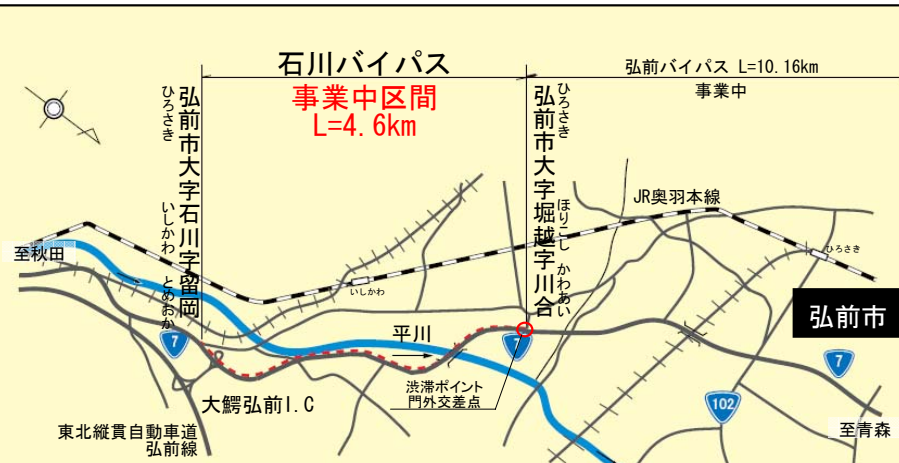 石川バイパス
弘前バイパス L=10.16km
事業中
事業中区間
L=4.6km
弘前市大字石川字留岡
ひろさき
いしかわ
とめおか
弘前市大字堀越字川合
ひろさき
ほりこし
かわあい
JR奥羽本線
ひろさき
至秋田
いしかわ
弘前市
平川
7
7
7
渋滞ポイント
門外交差点
大鰐弘前I.C
102
東北縦貫自動車道
弘前線
至青森